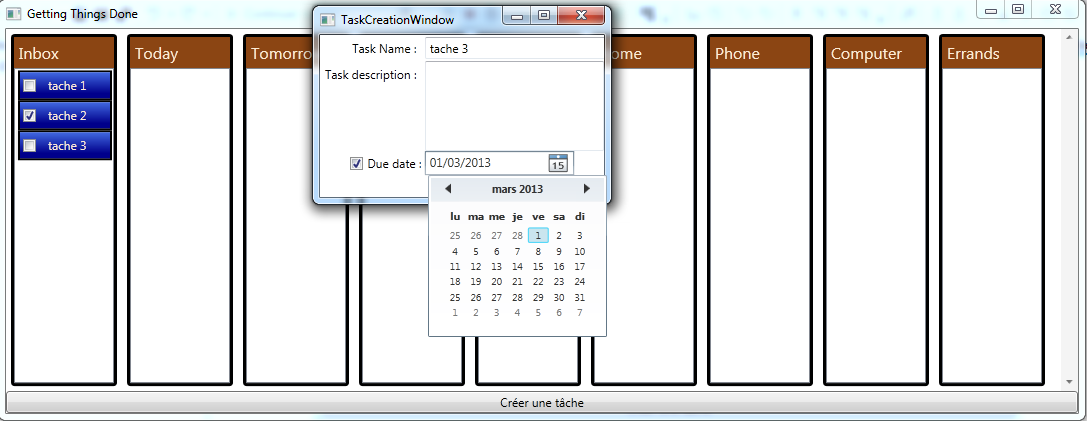 Getting Things Done
TaskCreationWindow
Inbox
Today
Tomorro
ome
Phone
Computer
Errands
tache 1
tache 2
tache 3
Task Name : tache 3
Task description :
Due date : 01/03/2013 15
mars 2013
lu ma me je ve sa di
25 26 27 28 1 2 3
4 5 6 7 8 9 10
11 12 13 14 15 16 17
18 19 20 21 22 23 24
25 26 27 28 29 30 31
1 2 3 4 5 6 7
Créer une tâche